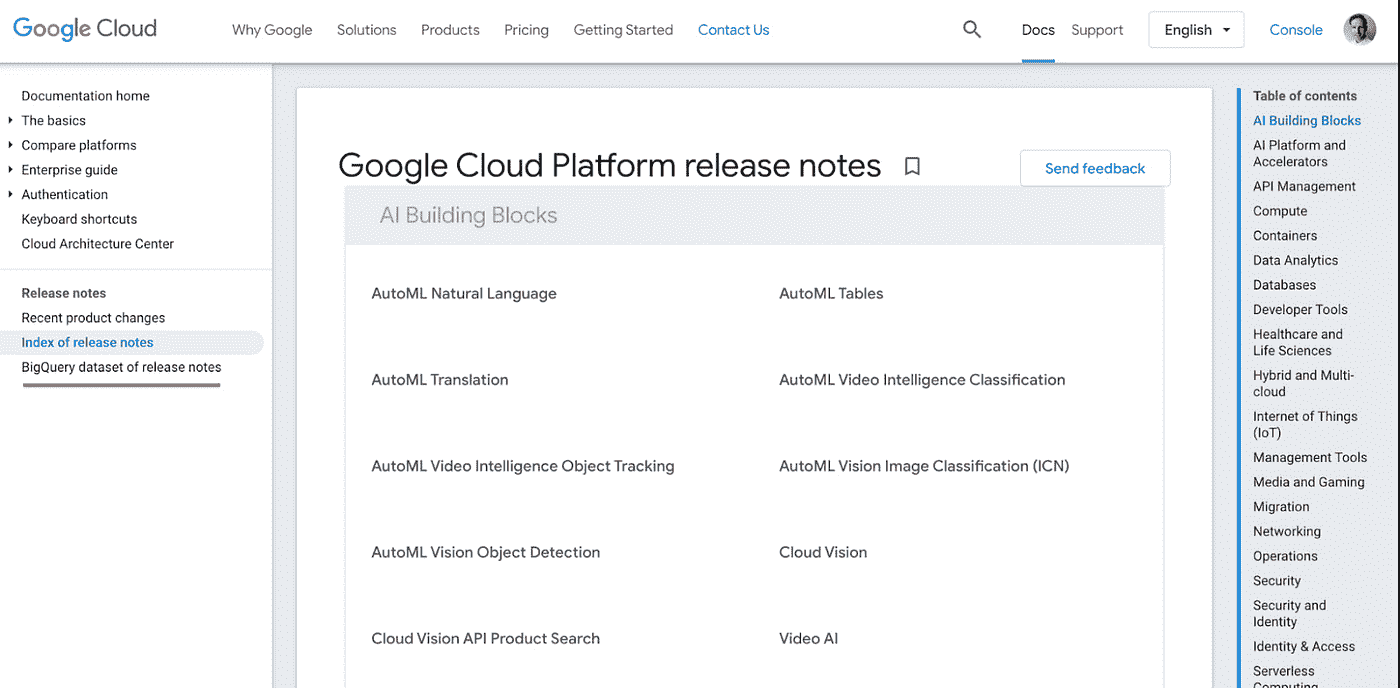 Google Cloud
Why Google
Solutions
Products
Pricing
Getting Started
Contact Us
Docs
Support
English
Console
Documentation home
The basics
Compare platforms
Enterprise guide
Authentication
Keyboard shortcuts
Cloud Architecture Center
Release notes
Recent product changes
Index of release notes
BigQuery dataset of release notes
Google Cloud Platform release notes
Send feedback
AI Building Blocks
AutoML Natural Language
AutoML Tables
AutoML Translation
AutoML Video Intelligence Classification
AutoML Video Intelligence Object Tracking
AutoML Vision Image Classification (ICN)
AutoML Vision Object Detection
Cloud Vision
Cloud Vision API Product Search
Video AI
Table of contents
AI Building Blocks
AI Platform and
Accelerators
API Management
Compute
Containers
Data Analytics
Databases
Developer Tools
Healthcare and
Life Sciences
Hybrid and Multi-
cloud
Internet of Things
(IoT)
Management Tools
Media and Gaming
Migration
Networking
Operations
Security
Security and
Identity
Identity & Access
Serverless
Computing